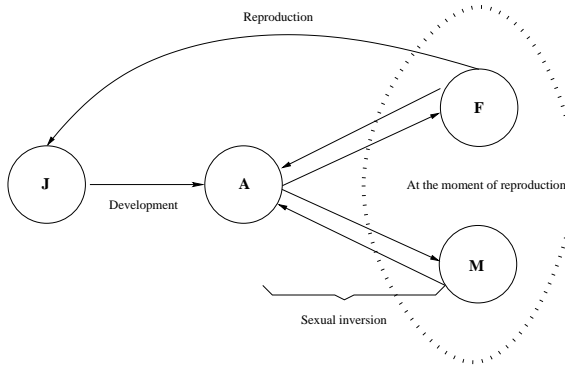 Reproduction
F
J
A
At the moment of reproduction
Development
M
Sexual inversion